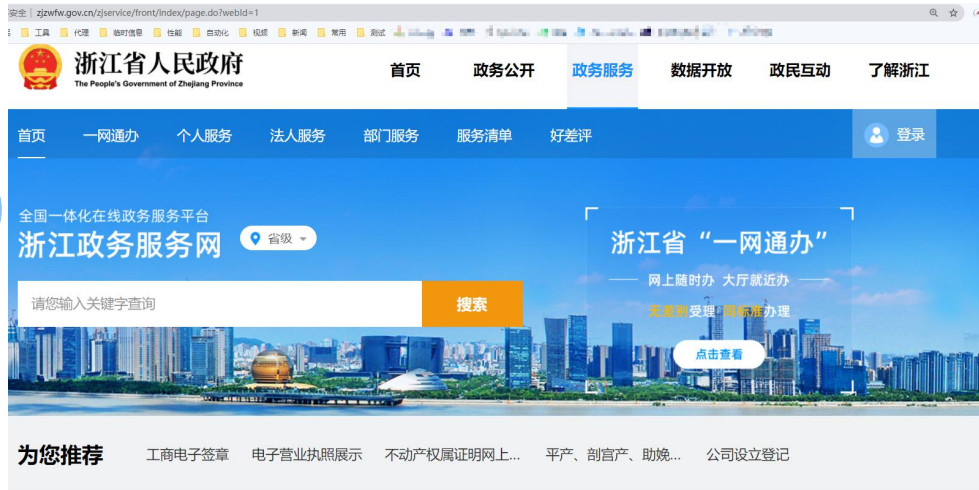 安全 | zjzwfw.gov.cn/zjservice/front/index/page.do?webId=1
工具 代理 临时信息 性能 自动化 视频 新闻 常用 测试
浙江省人民政府
The People's Government of Zhejiang Province
首页 政务公开 政务服务 数据开放 政民互动 了解浙江
首页 一网通办 个人服务 法人服务 部门服务 服务清单 好差评 登录
全国一体化在线政务服务平台
浙江政务服务网 省级
请您输入关键字查询 搜索
浙江省“一网通办”
网上随时办 大厅就近办
无差别受理 同标准办理
点击查看
为您推荐 工商电子签章 电子营业执照展示 不动产权属证明网上... 平产、剖宫产、助娩... 公司设立登记